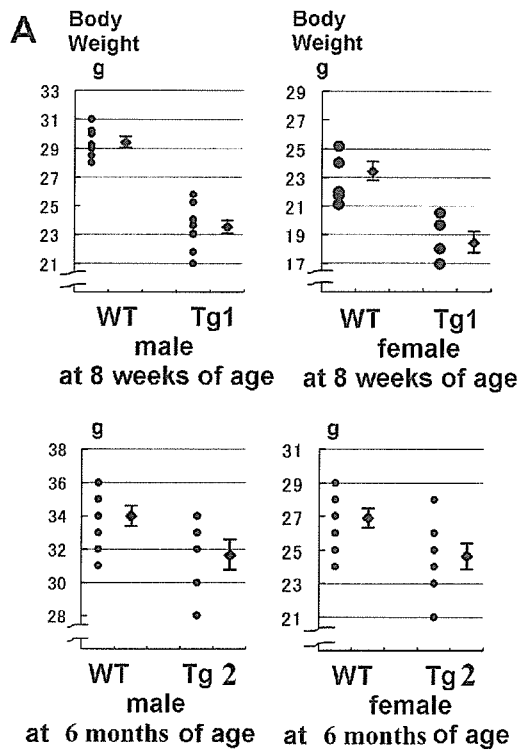 A
Body
Weight
g
33
31
29
27
25
23
21
WT Tg1
male
at 8 weeks of age
Body
Weight
g
29
25
23
21
19
17
WT Tg1
female
at 8 weeks of age
g
38
36
34
32
30
28
WT Tg 2
male
at 6 months of age
g
31
29
27
25
23
21
WT Tg 2
female
at 6 months of age